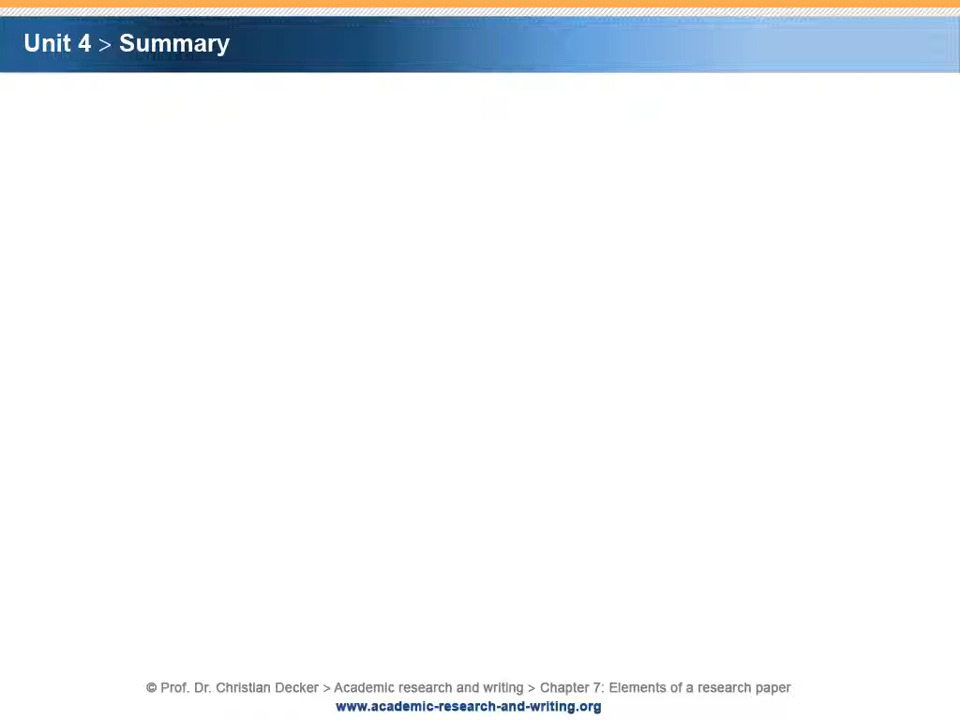 Unit 4 > Summary
© Prof. Dr. Christian Decker > Academic research and writing > Chapter 7: Elements of a research paper
www.academic-research-and-writing.org